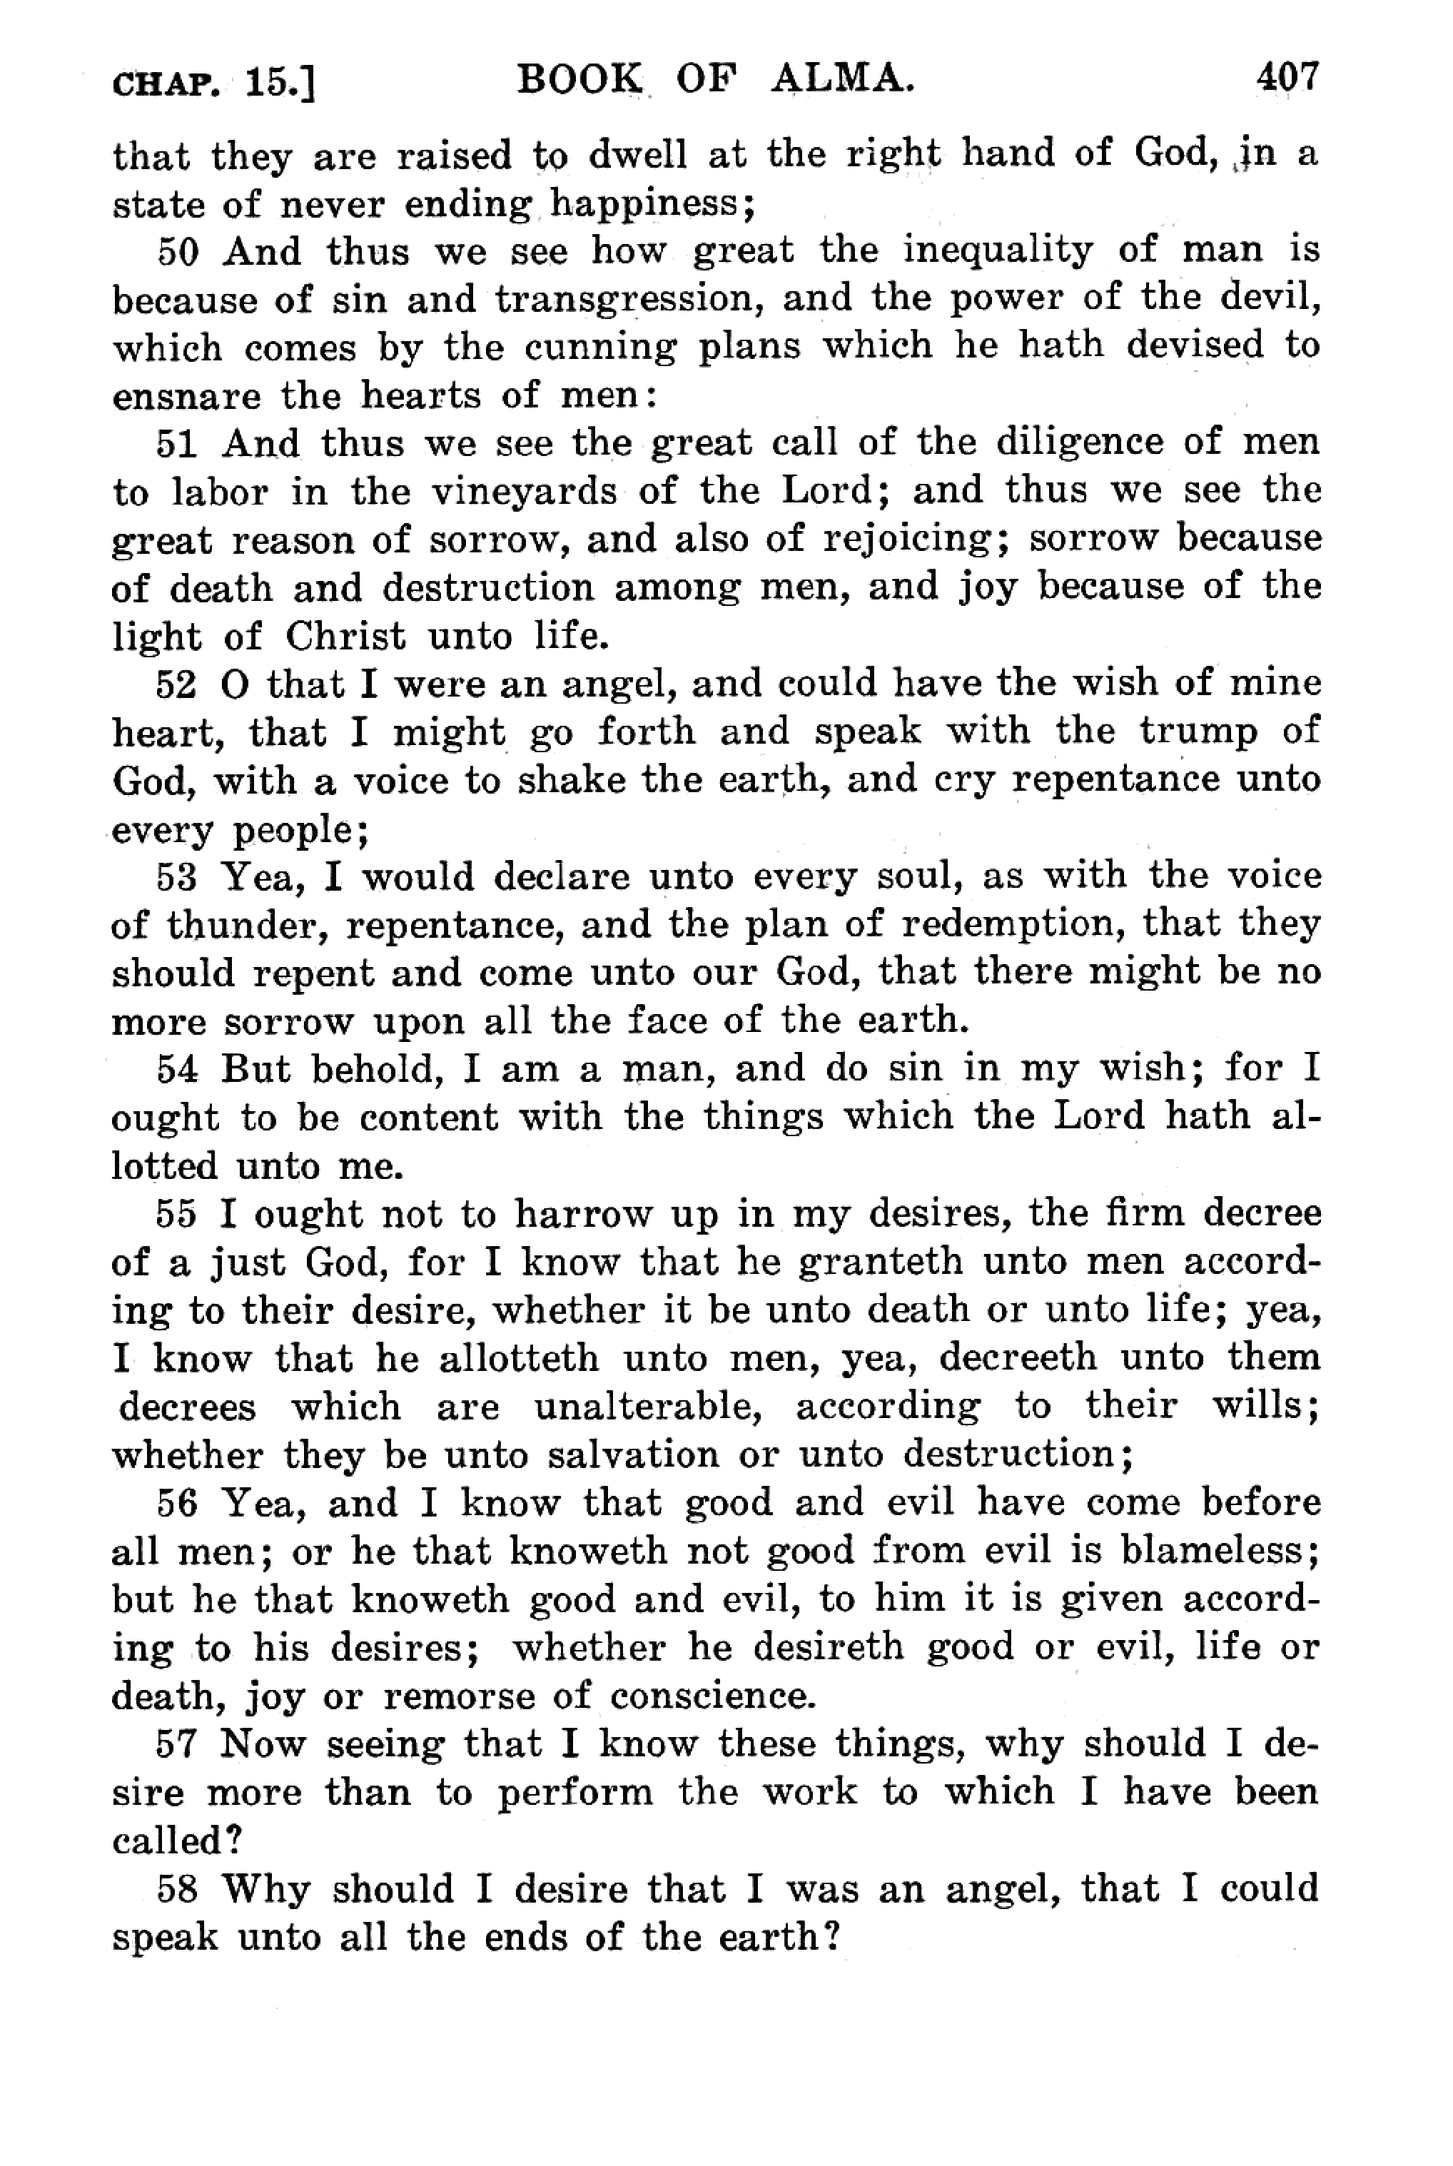 CHAP. 15.] BOOK OF ALMA. 407
that they are raised to dwell at the right hand of God, in a
state of never ending happiness;
50 And thus we see how great the inequality of man is
because of sin and transgression, and the power of the devil,
which comes by the cunning plans which he hath devised to
ensnare the hearts of men:
51 And thus we see the great call of the diligence of men
to labor in the vineyards of the Lord; and thus we see the
great reason of sorrow, and also of rejoicing; sorrow because
of death and destruction among men, and joy because of the
light of Christ unto life.
52 O that I were an angel, and could have the wish of mine
heart, that I might go forth and speak with the trump of
God, with a voice to shake the earth, and cry repentance unto
every people;
53 Yea, I would declare unto every soul, as with the voice
of thunder, repentance, and the plan of redemption, that they
should repent and come unto our God, that there might be no
more sorrow upon all the face of the earth.
54 But behold, I am a man, and do sin in my wish; for I
ought to be content with the things which the Lord hath al-
lotted unto me.
55 I ought not to harrow up in my desires, the firm decree
of a just God, for I know that he granteth unto men accord-
ing to their desire, whether it be unto death or unto life; yea,
I know that he allotteth unto men, yea, decreeth unto them
decrees which are unalterable, according to their wills;
whether they be unto salvation or unto destruction;
56 Yea, and I know that good and evil have come before
all men; or he that knoweth not good from evil is blameless;
but he that knoweth good and evil, to him it is given accord-
ing to his desires; whether he desireth good or evil, life or
death, joy or remorse of conscience.
57 Now seeing that I know these things, why should I de-
sire more than to perform the work to which I have been
called?
58 Why should I desire that I was an angel, that I could
speak unto all the ends of the earth?